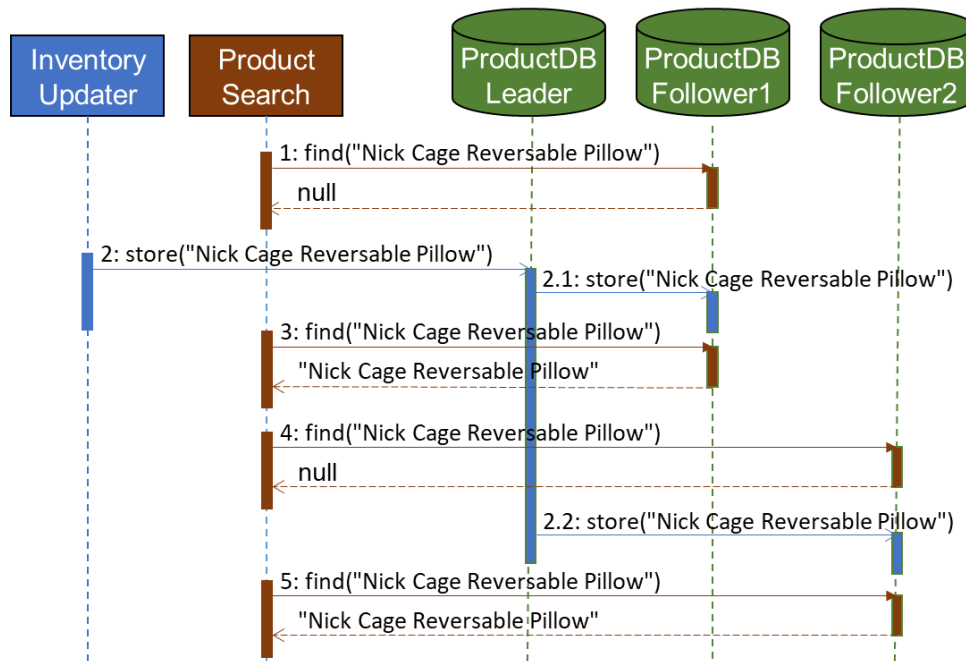 Inventory
Updater
Product
Search
ProductDB
Leader
ProductDB
Follower1
ProductDB
Follower2
1: find("Nick Cage Reversable Pillow")
null
2: store("Nick Cage Reversable Pillow")
2.1: store("Nick Cage Reversable Pillow")
3: find("Nick Cage Reversable Pillow")
"Nick Cage Reversable Pillow"
4: find("Nick Cage Reversable Pillow")
null
2.2: store("Nick Cage Reversable Pillow")
5: find("Nick Cage Reversable Pillow")
"Nick Cage Reversable Pillow"